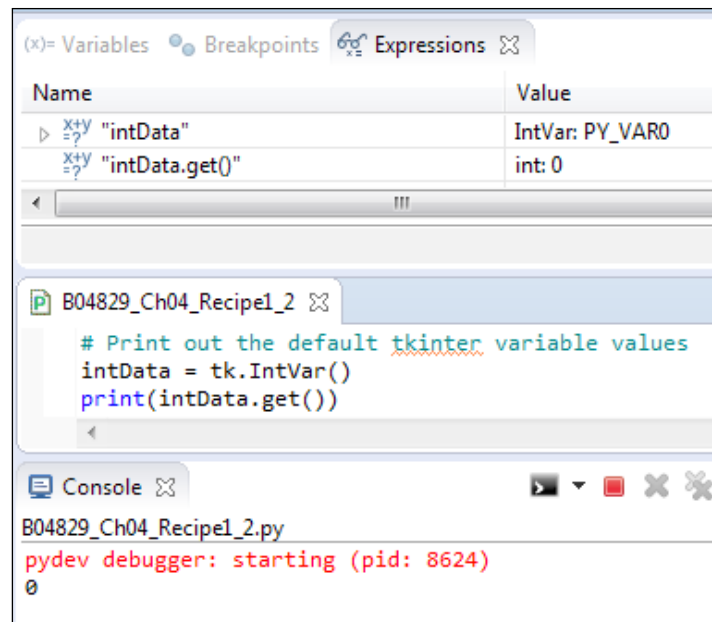 (x)= Variables Breakpoints Expressions
Name Value
x+y =? "intData" IntVar: PY_VAR0
x+y =? "intData.get()" int: 0
B04829_Ch04_Recipe1_2
# Print out the default tkinter variable values
intData = tk.IntVar()
print(intData.get())
Console
B04829_Ch04_Recipe1_2.py
pydev debugger: starting (pid: 8624)
0